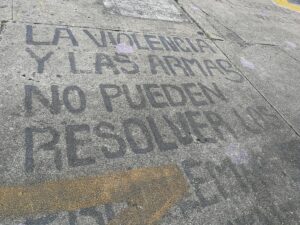 LA VIOLENCIA
Y LAS ARMAS
NO PUEDEN
RESOLVER LOS